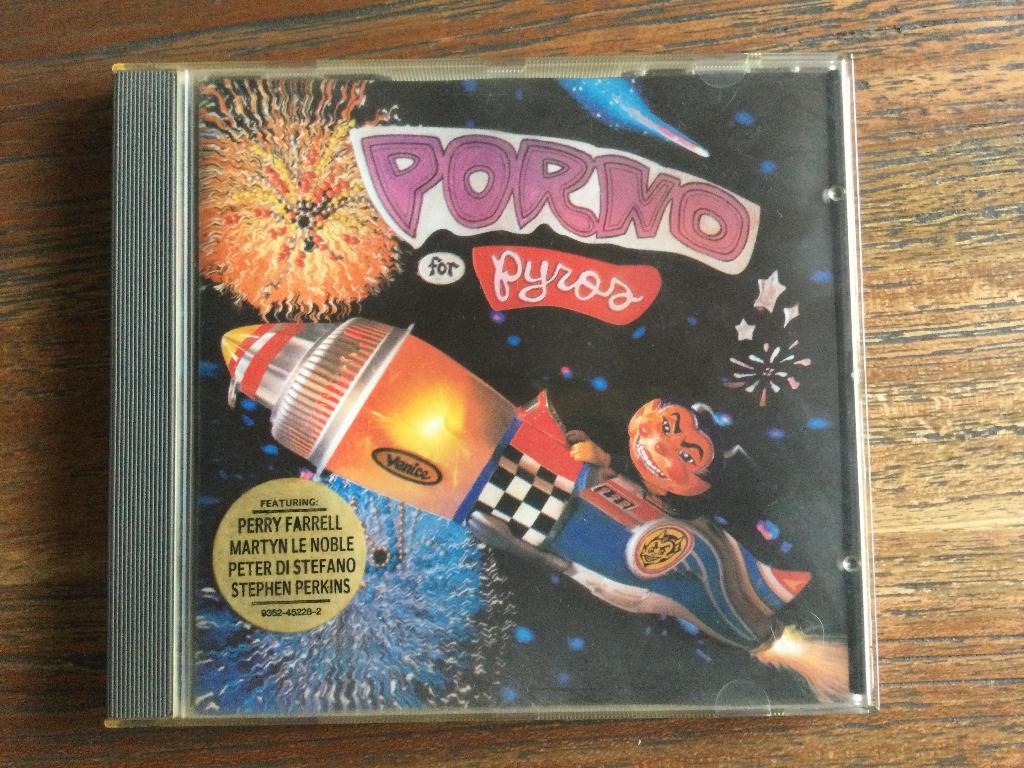 PORNO
for Pyros
Venice
FEATURING:
PERRY FARRELL
MARTYN LE NOBLE
PETER DI STEFANO
STEPHEN PERKINS
9362-45228-2